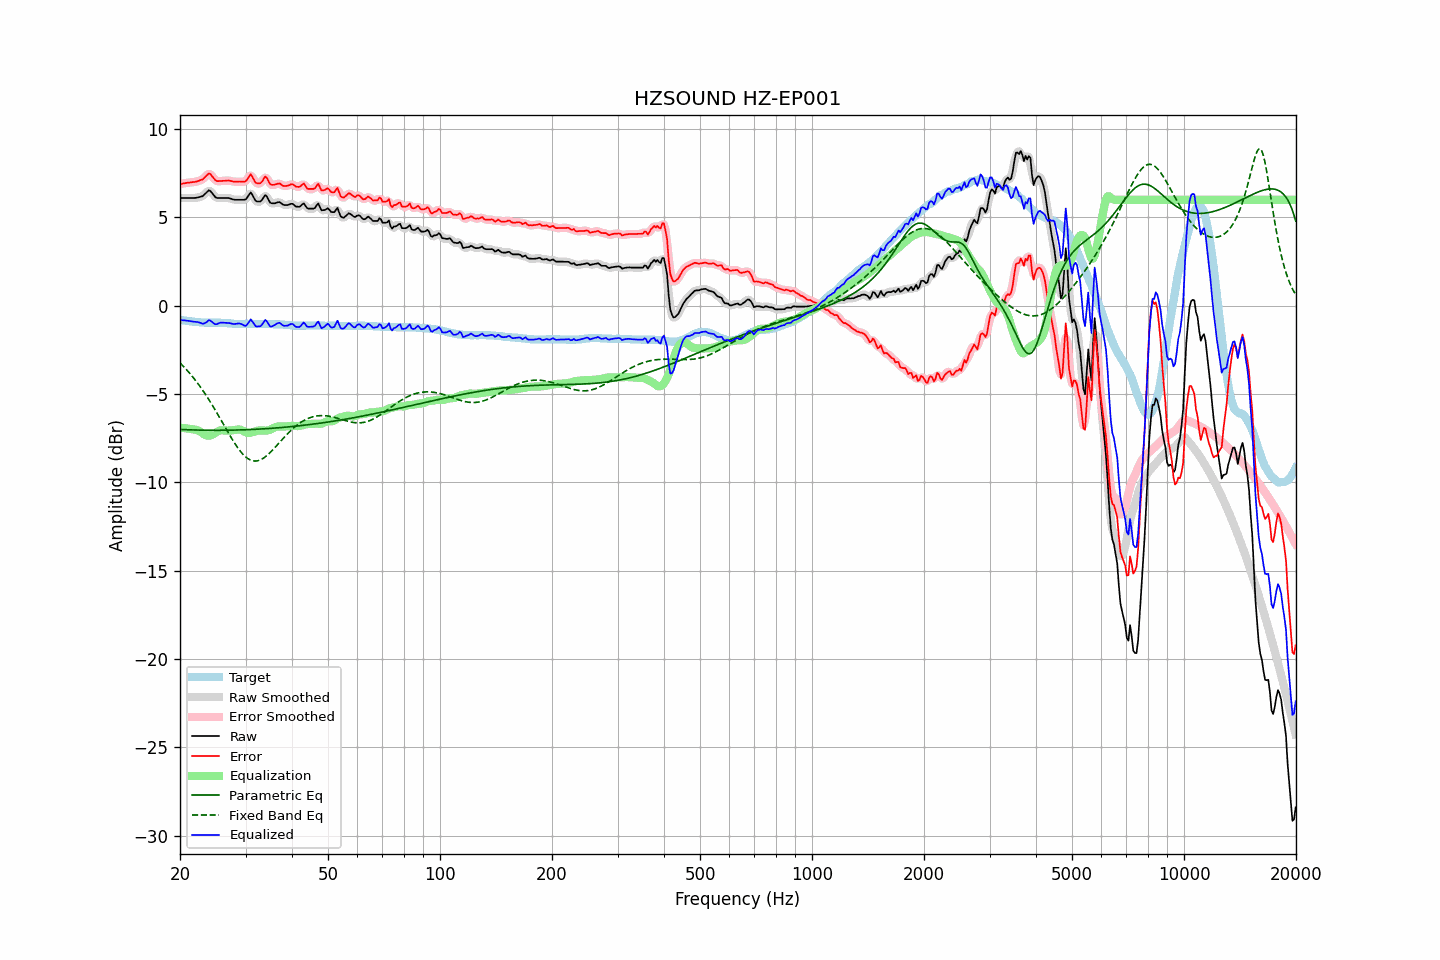 HZSOUND HZ-EP001
Amplitude (dBr)
10
5
0
−5
−10
−15
−20
−25
−30
Target
Raw Smoothed
Error Smoothed
Raw
Error
Equalization
Parametric Eq
Fixed Band Eq
Equalized
20 50 100 200 500 1000 2000 5000 10000 20000
Frequency (Hz)